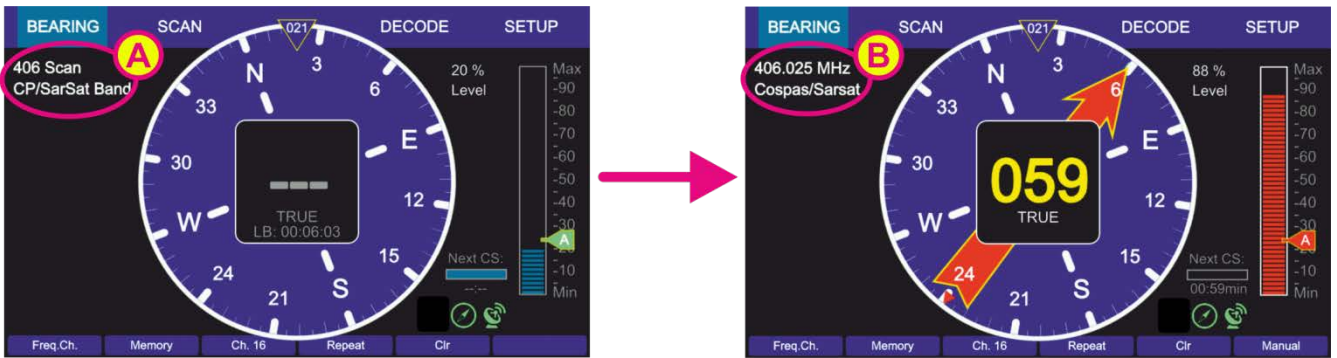 BEARING SCAN 021 DECODE SETUP
A
406 Scan
CP/SarSat Band
20 %
Level
N
3
6
E
12
15
S
21
24
W
30
33
---
TRUE
LB: 00:06:03
Max
-90
-80
-70
-60
-50
-40
-30
A
-10
Min
Next CS:
--:--
Freq.Ch. Memory Ch. 16 Repeat Clr
BEARING SCAN 021 DECODE SETUP
B
406.025 MHz
Cospas/Sarsat
88 %
Level
N
3
6
E
12
15
S
21
24
W
30
33
059
TRUE
Max
-90
-80
-70
-60
-50
-40
-30
A
-10
Min
Next CS:
00:59min
Freq.Ch. Memory Ch. 16 Repeat Clr Manual